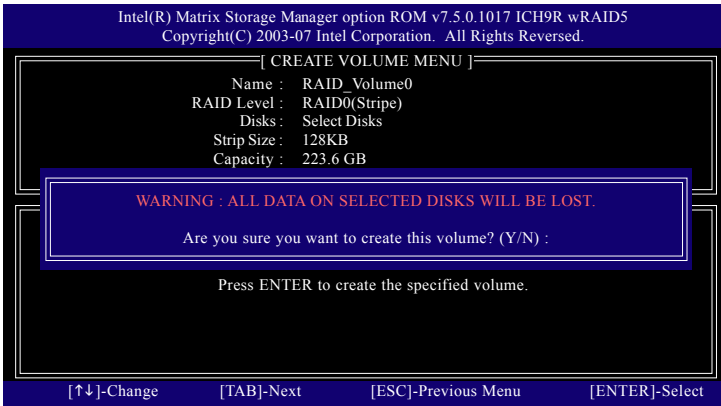 Intel(R) Matrix Storage Manager option ROM v7.5.0.1017 ICH9R wRAID5
Copyright(C) 2003-07 Intel Corporation. All Rights Reversed.
[ CREATE VOLUME MENU ]
Name : RAID_Volume0
RAID Level : RAID0(Stripe)
Disks : Select Disks
Strip Size : 128KB
Capacity : 223.6 GB
WARNING : ALL DATA ON SELECTED DISKS WILL BE LOST.
Are you sure you want to create this volume? (Y/N) :
Press ENTER to create the specified volume.
[↑↓]-Change [TAB]-Next [ESC]-Previous Menu [ENTER]-Select